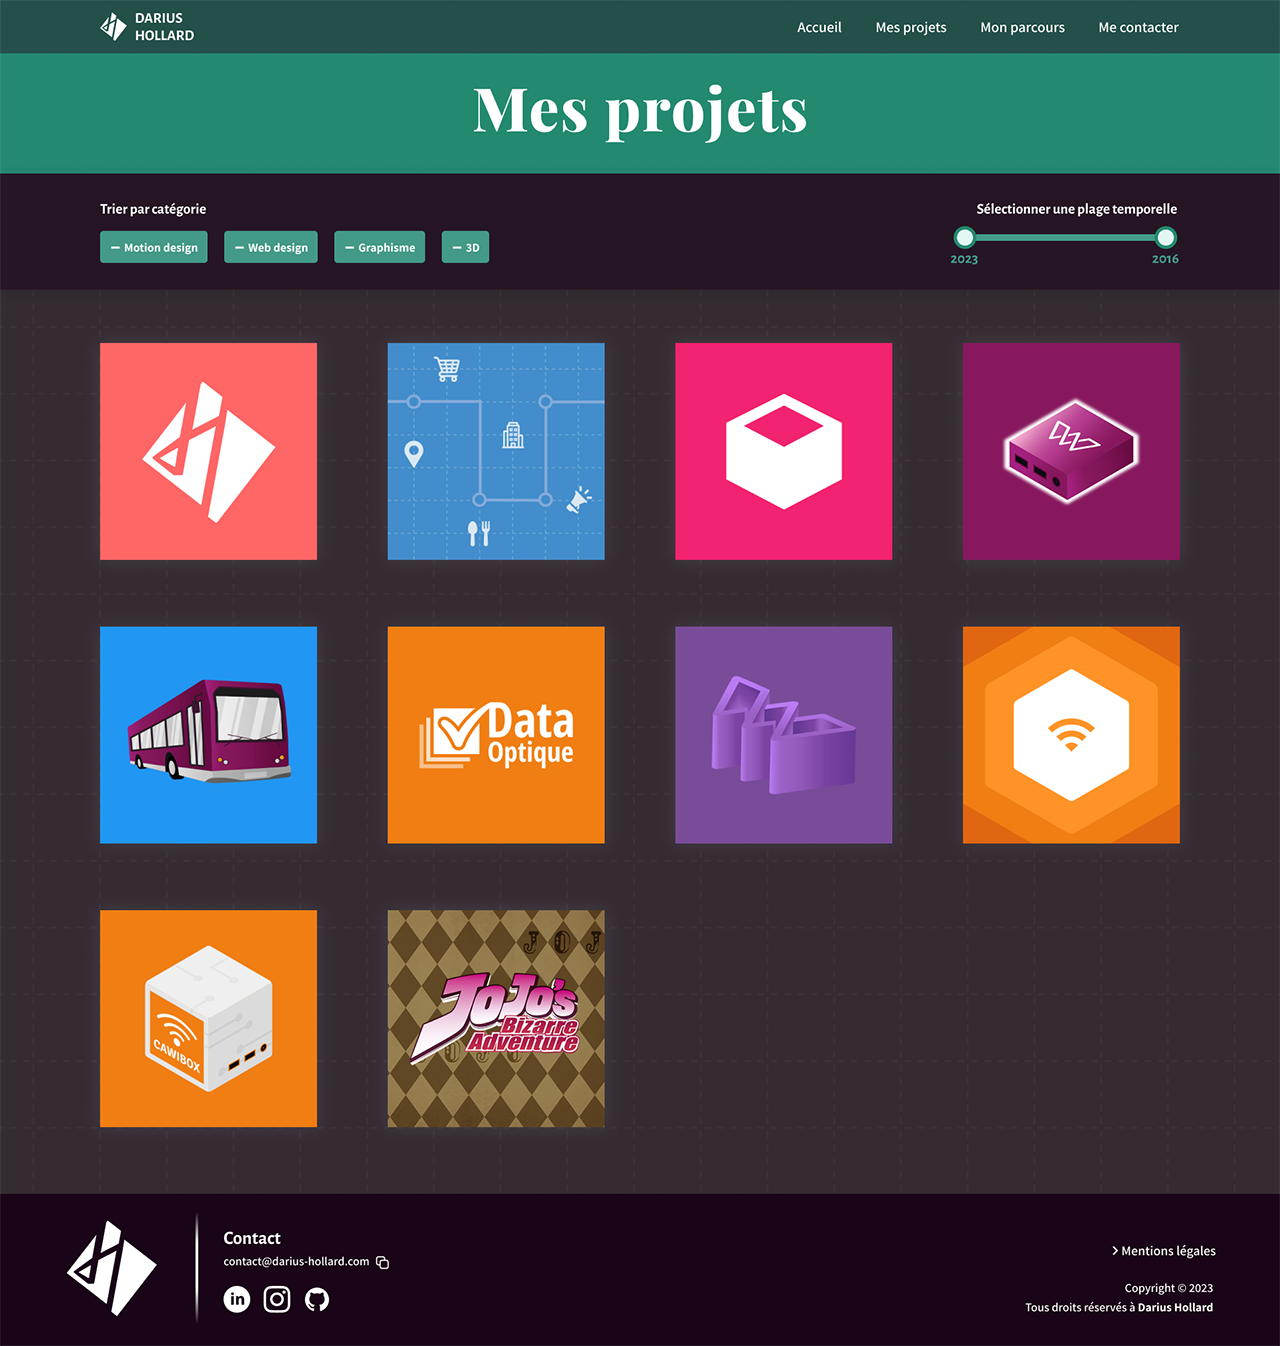 DARIUS
HOLLARD
Accueil
Mes projets
Mon parcours
Me contacter
Mes projets
Trier par catégorie
Sélectionner une plage temporelle
– Motion design
– Web design
– Graphisme
– 3D
2023
2016
Data
Optique
CAWIBOX
JOJ
JoJo's
Bizarre
Adventure
Contact
contact@darius-hollard.com
in
> Mentions légales
Copyright © 2023
Tous droits réservés à Darius Hollard